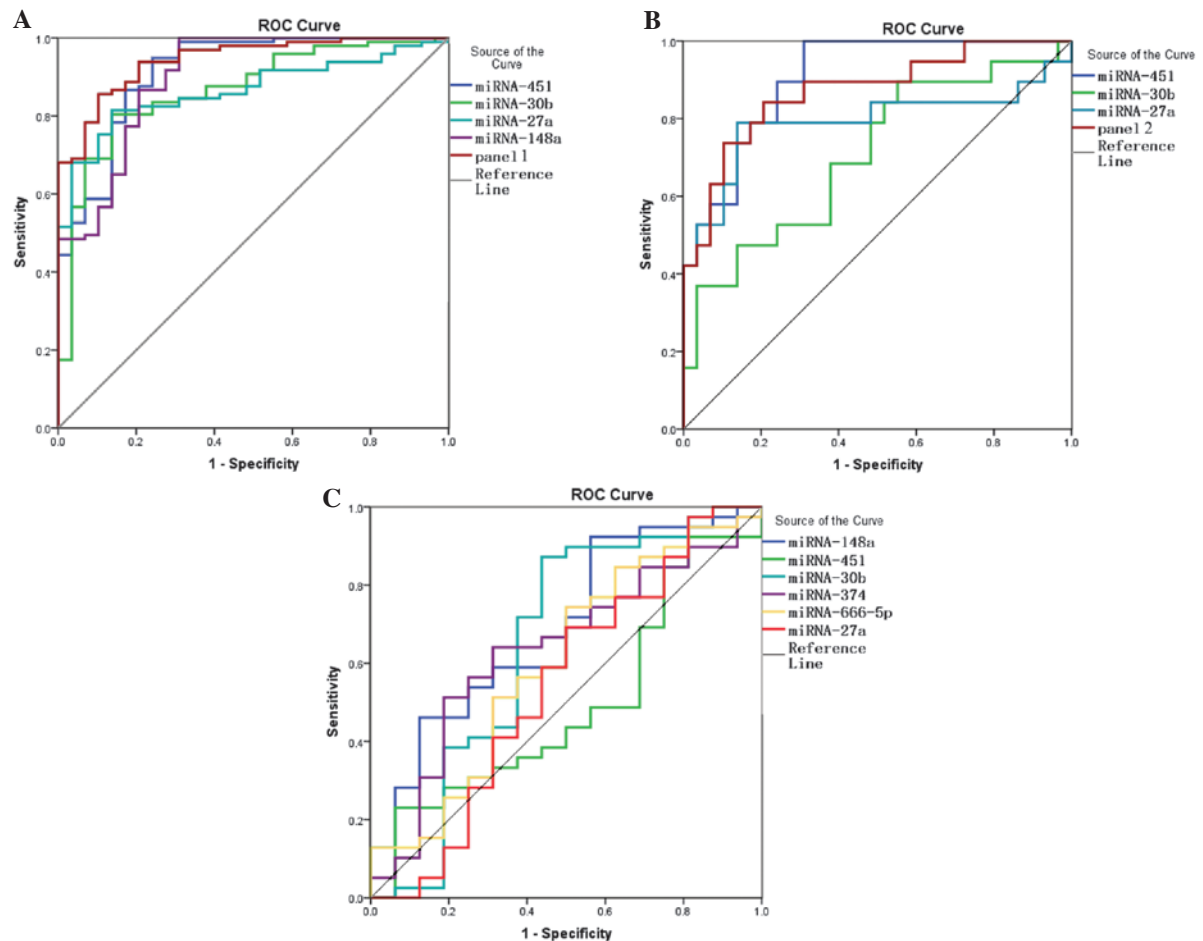 A
ROC Curve
1.0
0.8
0.6
0.4
0.2
0.0
Sensitivity
0.0 0.2 0.4 0.6 0.8 1.0
1 - Specificity
Source of the
Curve
miRNA-451
miRNA-30b
miRNA-27a
miRNA-148a
panel1
Reference
Line
B
ROC Curve
1.0
0.8
0.6
0.4
0.2
0.0
Sensitivity
0.0 0.2 0.4 0.6 0.8 1.0
1 - Specificity
Source of the Curve
miRNA-451
miRNA-30b
miRNA-27a
panel2
Reference
Line
C
ROC Curve
1.0
0.8
0.6
0.4
0.2
0.0
Sensitivity
0.0 0.2 0.4 0.6 0.8 1.0
1 - Specificity
Source of the Curve
miRNA-148a
miRNA-451
miRNA-30b
miRNA-374
miRNA-666-5p
miRNA-27a
Reference
Line